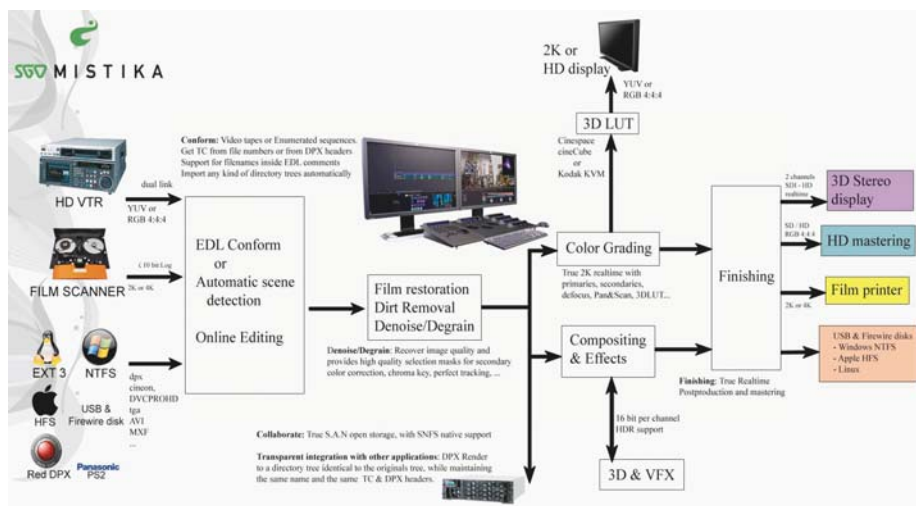 SGO MISTIKA
2K or
HD display
YUV or
RGB 4:4:4
3D LUT
Cinespace
cineCube
or
Kodak KVM
Conform: Video tapes or Enumerated sequences.
Get TC from file numbers or from DPX headers
Support for filenames inside EDL comments
Import any kind of directory trees automatically
HD VTR
dual link
YUV or
RGB 4:4:4
FILM SCANNER
10 bit Log
2K or 4K
EXT 3
NTFS
HFS
USB &
Firewire disk
Red DPX
Panasonic
PS2
dpx
cineon,
DVCPROHD
tga
AVI
MXF
...
EDL Conform
or
Automatic scene
detection
Online Editing
Film restoration
Dirt Removal
Denoise/Degrain
Denoise/Degrain: Recover image quality and
provides high quality selection masks for secondary
color correction, chroma key, perfect tracking, ...
Collaborate: True S.A.N open storage, with SNFS native support
Transparent integration with other applications: DPX Render
to a directory tree identical to the originals tree, while maintaining
the same name and the same TC & DPX headers.
Color Grading
True 2K realtime with
primaries, secondaries,
defocus, Pan&Scan, 3DLUT...
Compositing
& Effects
16 bit per channel
HDR support
3D & VFX
Finishing
Finishing: True Realtime
Postproduction and mastering
2 channels
SDI - HD
realtime
3D Stereo
display
SD / HD
RGB 4:4:4
HD mastering
2K or 4K
Film printer
USB & Firewire disks
- Windows NTFS
- Apple HFS
- Linux